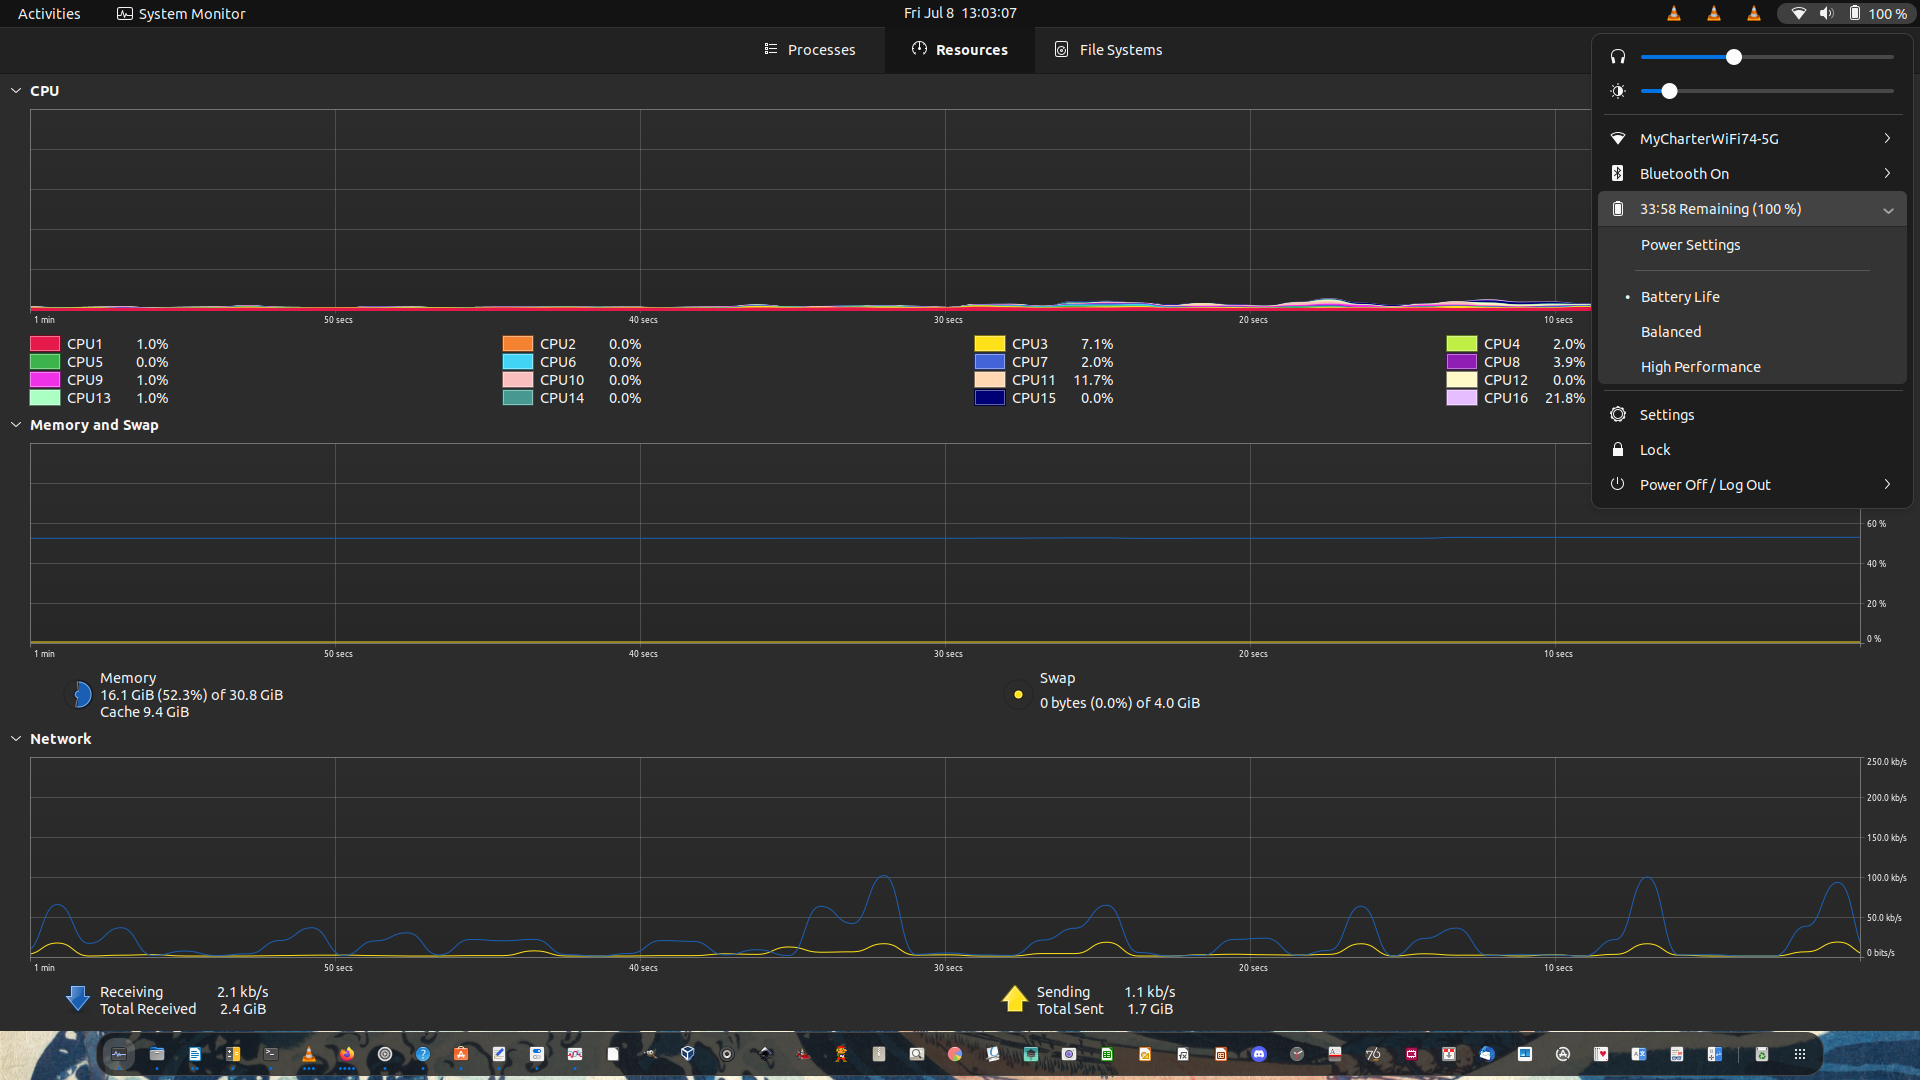 Activities
System Monitor
Fri Jul 8 13:03:07
100 %
Processes
Resources
File Systems
CPU
1 min
50 secs
40 secs
30 secs
20 secs
10 secs
CPU1 1.0%
CPU2 0.0%
CPU3 7.1%
CPU4 2.0%
CPU5 0.0%
CPU6 0.0%
CPU7 2.0%
CPU8 3.9%
CPU9 1.0%
CPU10 0.0%
CPU11 11.7%
CPU12 0.0%
CPU13 1.0%
CPU14 0.0%
CPU15 0.0%
CPU16 21.8%
MyCharterWiFi74-5G
Bluetooth On
33:58 Remaining (100 %)
Power Settings
• Battery Life
Balanced
High Performance
Settings
Lock
Power Off / Log Out
Memory and Swap
60 %
40 %
20 %
0 %
1 min
50 secs
40 secs
30 secs
20 secs
10 secs
Memory
16.1 GiB (52.3%) of 30.8 GiB
Cache 9.4 GiB
Swap
0 bytes (0.0%) of 4.0 GiB
Network
250.0 kb/s
200.0 kb/s
150.0 kb/s
100.0 kb/s
50.0 kb/s
0 bits/s
1 min
50 secs
40 secs
30 secs
20 secs
10 secs
Receiving 2.1 kb/s
Total Received 2.4 GiB
Sending 1.1 kb/s
Total Sent 1.7 GiB